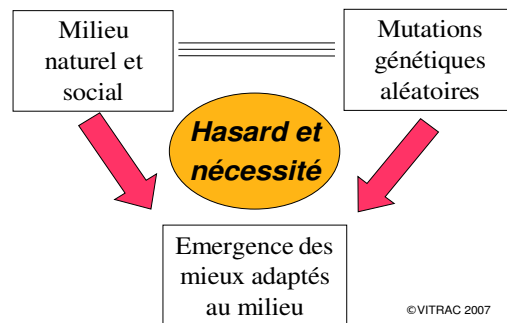 Milieu
naturel et
social
Mutations
génétiques
aléatoires
Hasard et
nécessité
Emergence des
mieux adaptés
au milieu
©VITRAC 2007